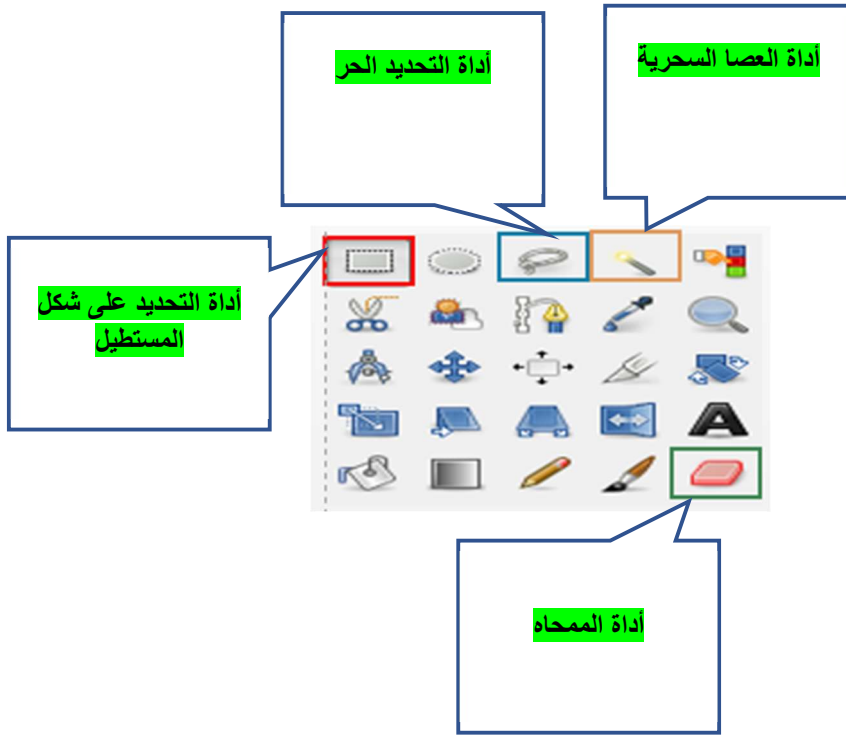 أداة العصا السحرية
أداة التحديد الحر
أداة التحديد على شكل
المستطيل
أداة الممحاه